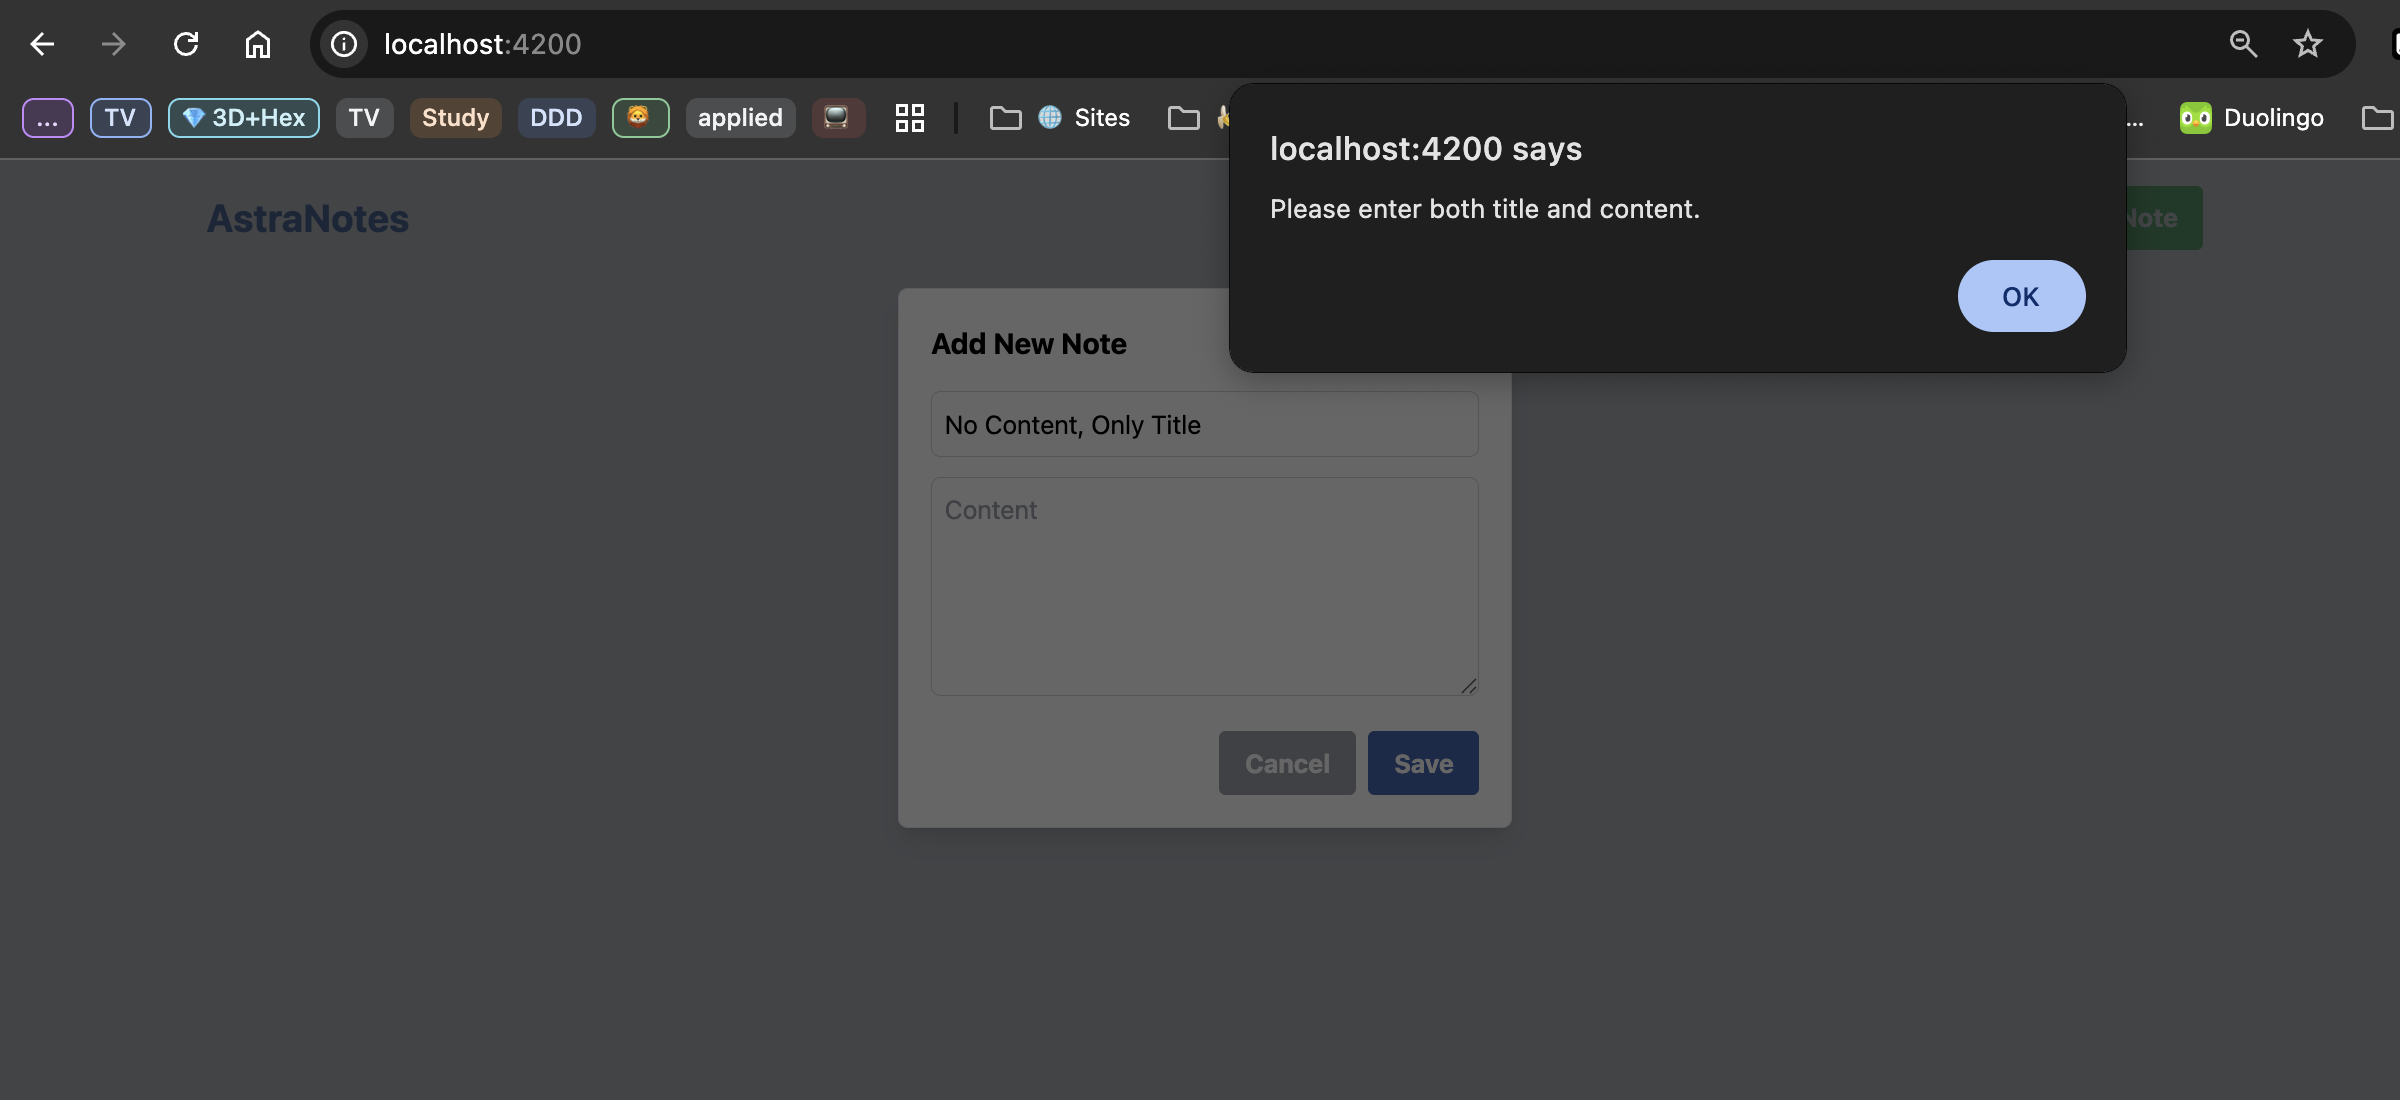 localhost:4200
...
TV
3D+Hex
TV
Study
DDD
applied
Sites
...
Duolingo
localhost:4200 says
Please enter both title and content.
OK
AstraNotes
Note
Add New Note
No Content, Only Title
Content
Cancel
Save